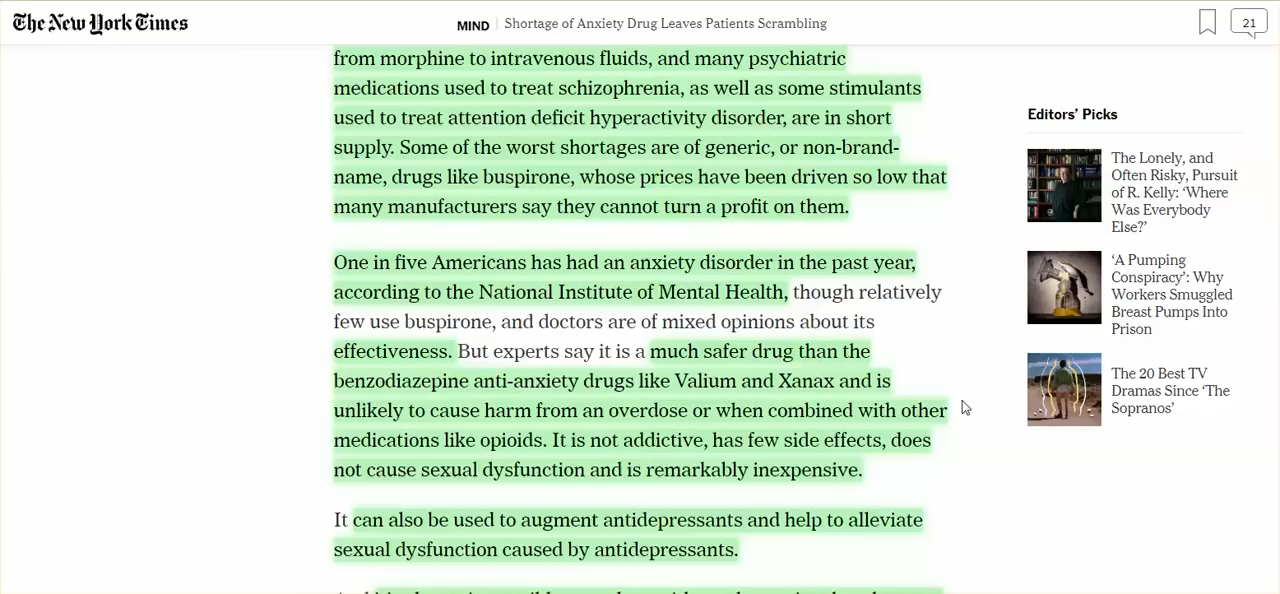 The New York Times
MIND | Shortage of Anxiety Drug Leaves Patients Scrambling
21
from morphine to intravenous fluids, and many psychiatric
medications used to treat schizophrenia, as well as some stimulants
used to treat attention deficit hyperactivity disorder, are in short
supply. Some of the worst shortages are of generic, or non-brand-
name, drugs like buspirone, whose prices have been driven so low that
many manufacturers say they cannot turn a profit on them.
One in five Americans has had an anxiety disorder in the past year,
according to the National Institute of Mental Health, though relatively
few use buspirone, and doctors are of mixed opinions about its
effectiveness. But experts say it is a much safer drug than the
benzodiazepine anti-anxiety drugs like Valium and Xanax and is
unlikely to cause harm from an overdose or when combined with other
medications like opioids. It is not addictive, has few side effects, does
not cause sexual dysfunction and is remarkably inexpensive.
It can also be used to augment antidepressants and help to alleviate
sexual dysfunction caused by antidepressants.
Editors' Picks
The Lonely, and
Often Risky, Pursuit
of R. Kelly: ‘Where
Was Everybody
Else?’
‘A Pumping
Conspiracy’: Why
Workers Smuggled
Breast Pumps Into
Prison
The 20 Best TV
Dramas Since ‘The
Sopranos’